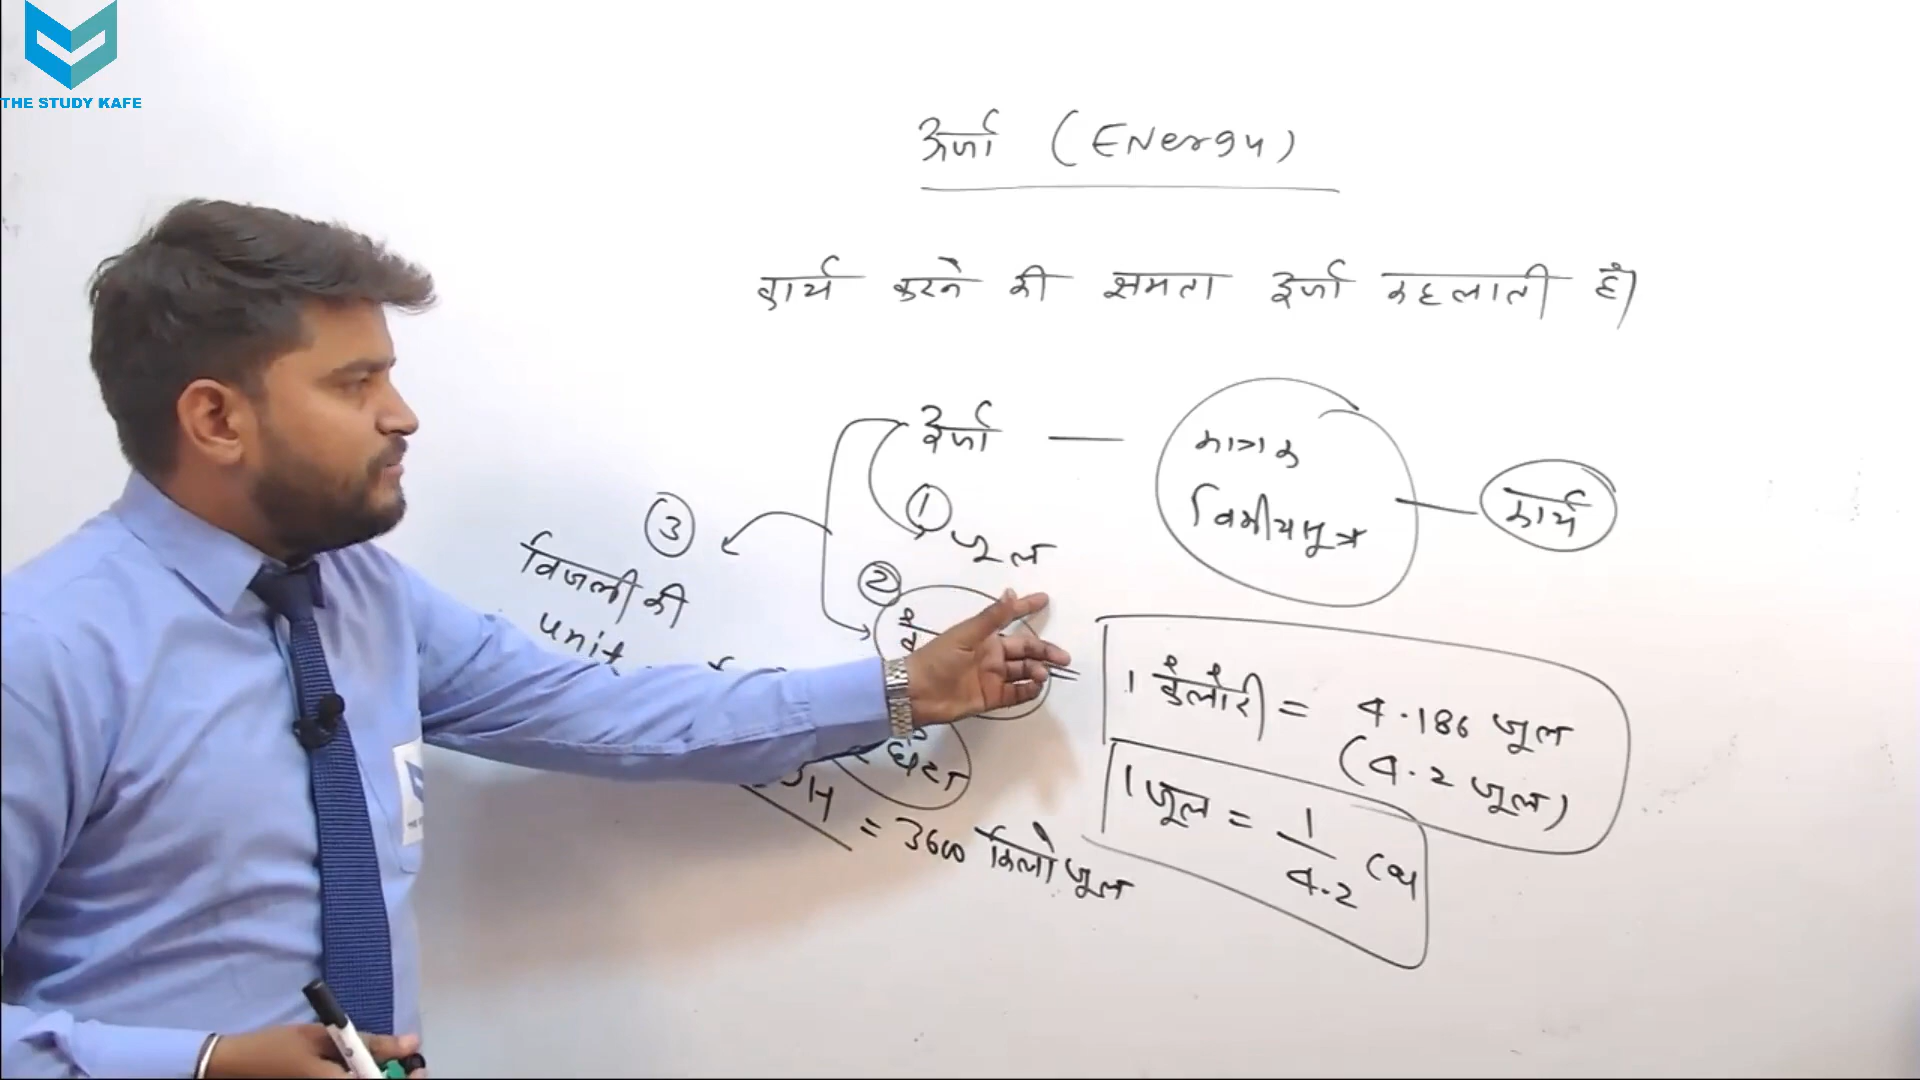 THE STUDY KAFE
ऊर्जा (ENergy)
कार्य करने की क्षमता ऊर्जा कहलाती है।
ऊर्जा — मात्रक
विमीयसूत्र — कार्य
① जूल
②
③
बिजली की
unit
घंटा
= 3600 किलो जूल
1 कैलोरी = 4.186 जूल
(4.2 जूल)
1 जूल = 1/4.2